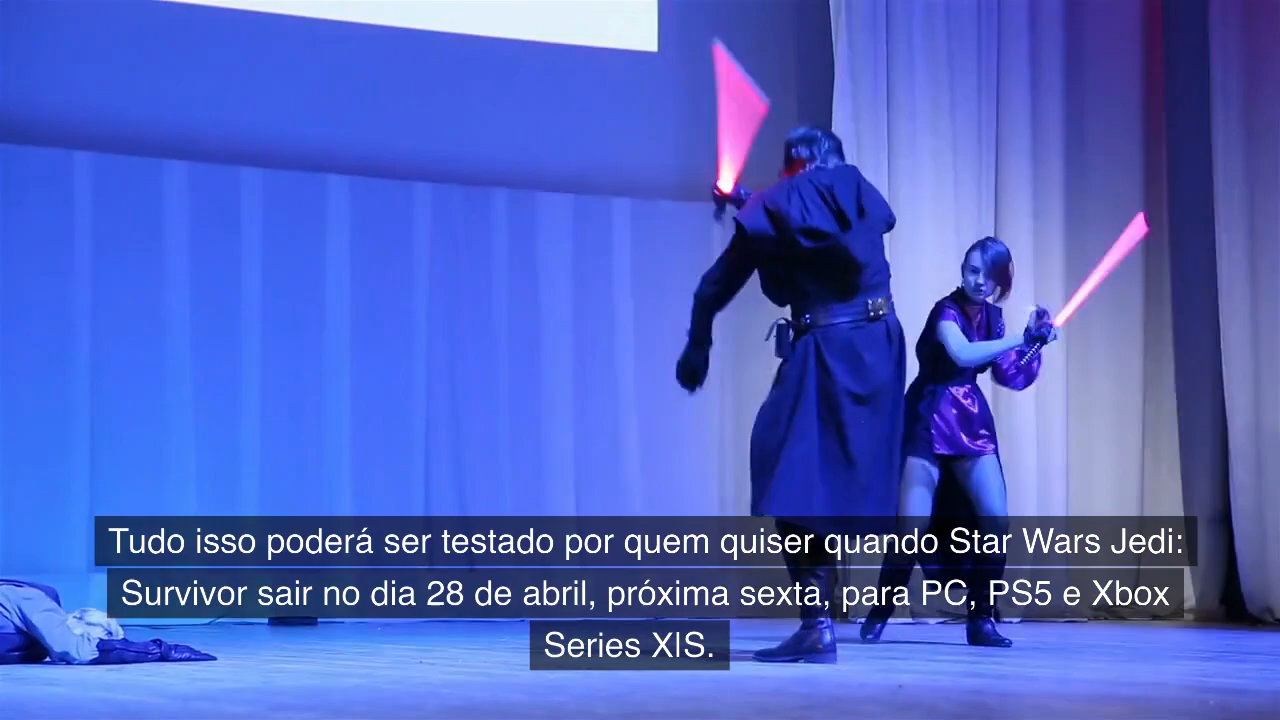 Tudo isso poderá ser testado por quem quiser quando Star Wars Jedi:
Survivor sair no dia 28 de abril, próxima sexta, para PC, PS5 e Xbox
Series X|S.